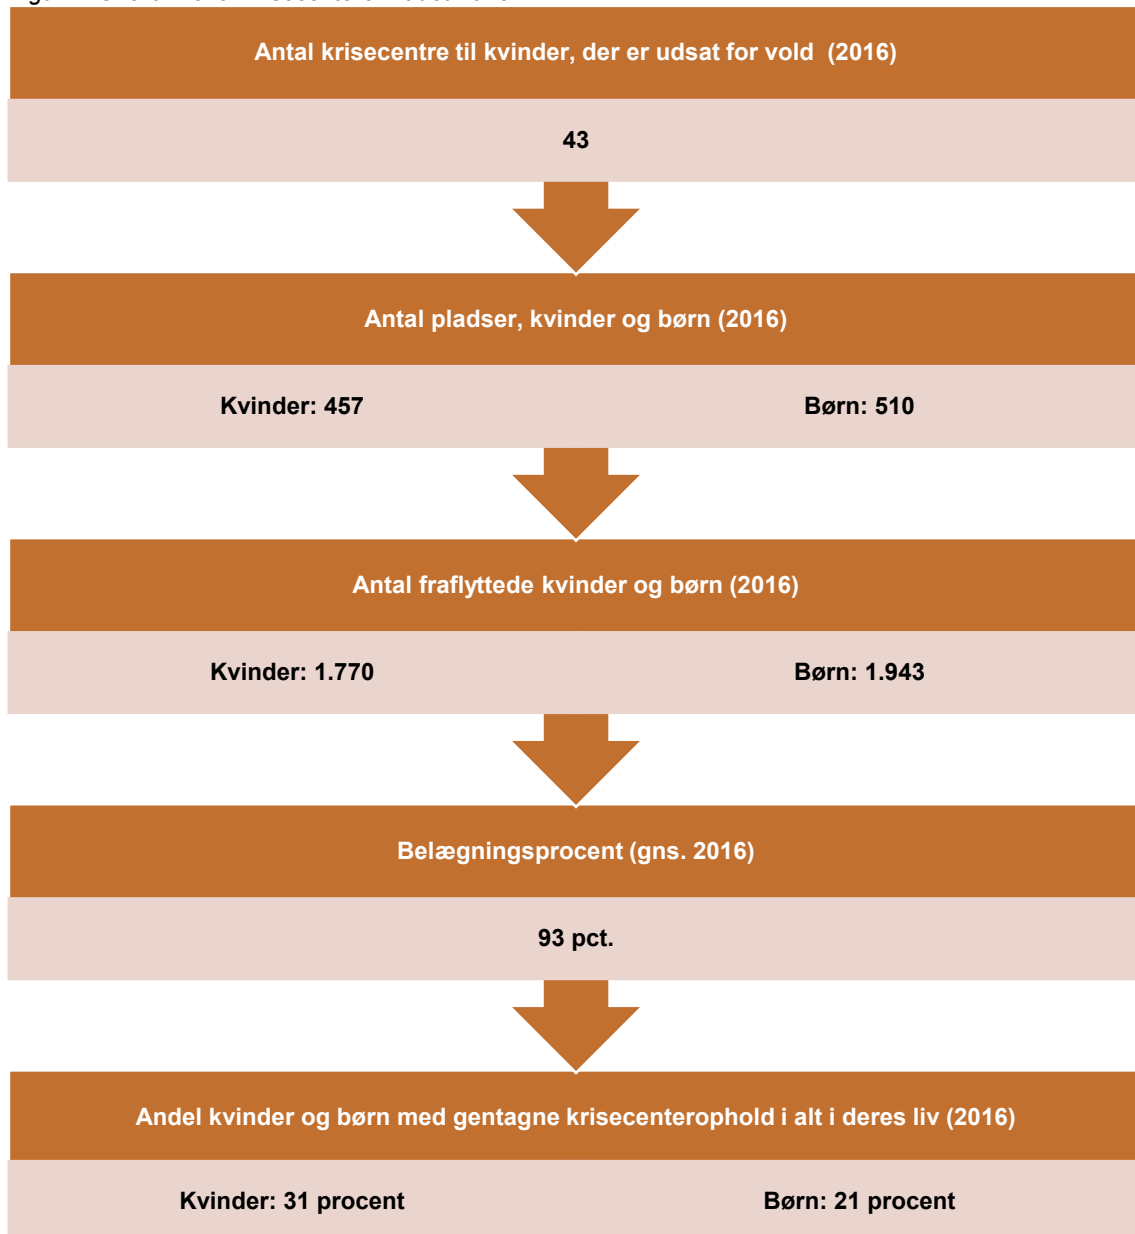 Antal krisecentre til kvinder, der er udsat for vold (2016)
43
Antal pladser, kvinder og børn (2016)
Kvinder: 457
Børn: 510
Antal fraflyttede kvinder og børn (2016)
Kvinder: 1.770
Børn: 1.943
Belægningsprocent (gns. 2016)
93 pct.
Andel kvinder og børn med gentagne krisecenterophold i alt i deres liv (2016)
Kvinder: 31 procent
Børn: 21 procent